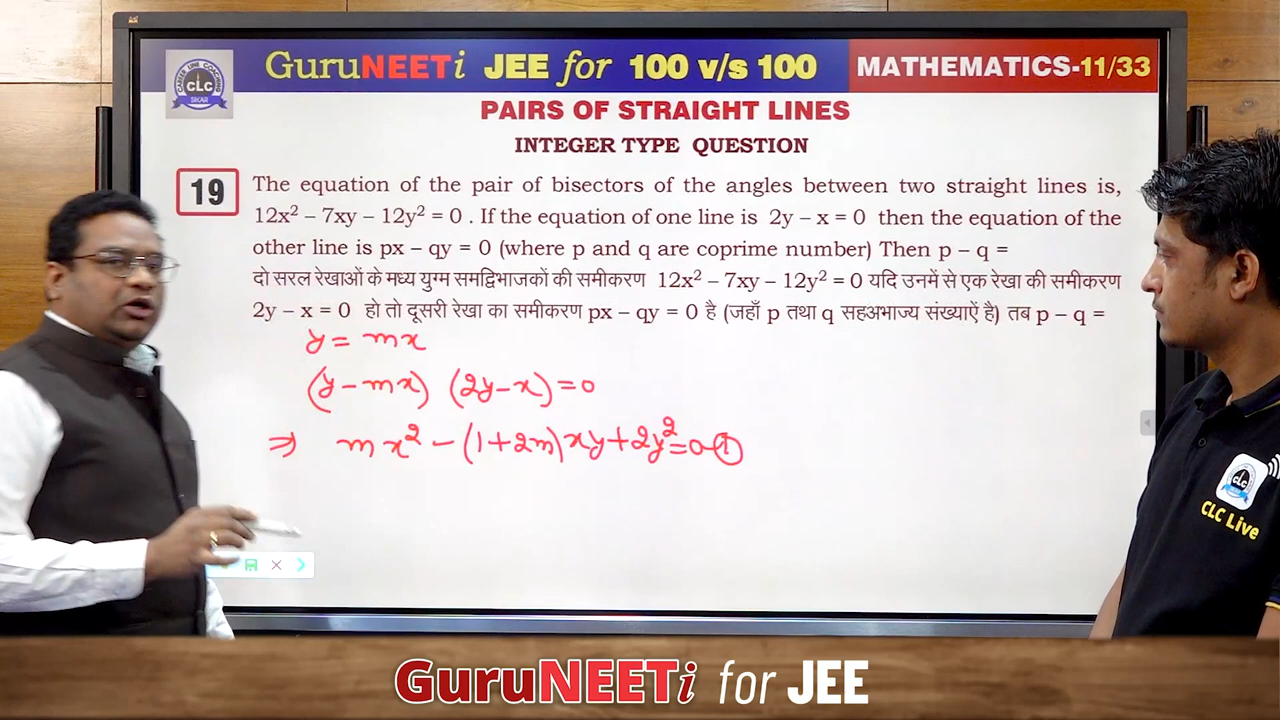 GuruNEETi JEE for 100 v/s 100
MATHEMATICS-11/33
CAREER LINE COACHING
CLC
SIKAR
PAIRS OF STRAIGHT LINES
INTEGER TYPE QUESTION
19
The equation of the pair of bisectors of the angles between two straight lines is,
12x² – 7xy – 12y² = 0 . If the equation of one line is 2y – x = 0 then the equation of the
other line is px – qy = 0 (where p and q are coprime number) Then p – q =
दो सरल रेखाओं के मध्य युग्म समद्विभाजकों की समीकरण 12x² – 7xy – 12y² = 0 यदि उनमें से एक रेखा की समीकरण
2y – x = 0 हो तो दूसरी रेखा का समीकरण px – qy = 0 है (जहाँ p तथा q सहअभाज्य संख्याऐं है) तब p – q =
y = mx
(y – mx) (2y – x) = 0
⇒ mx² – (1+2m)xy + 2y² = 0 –①
CLC
CLC Live
GuruNEETi for JEE